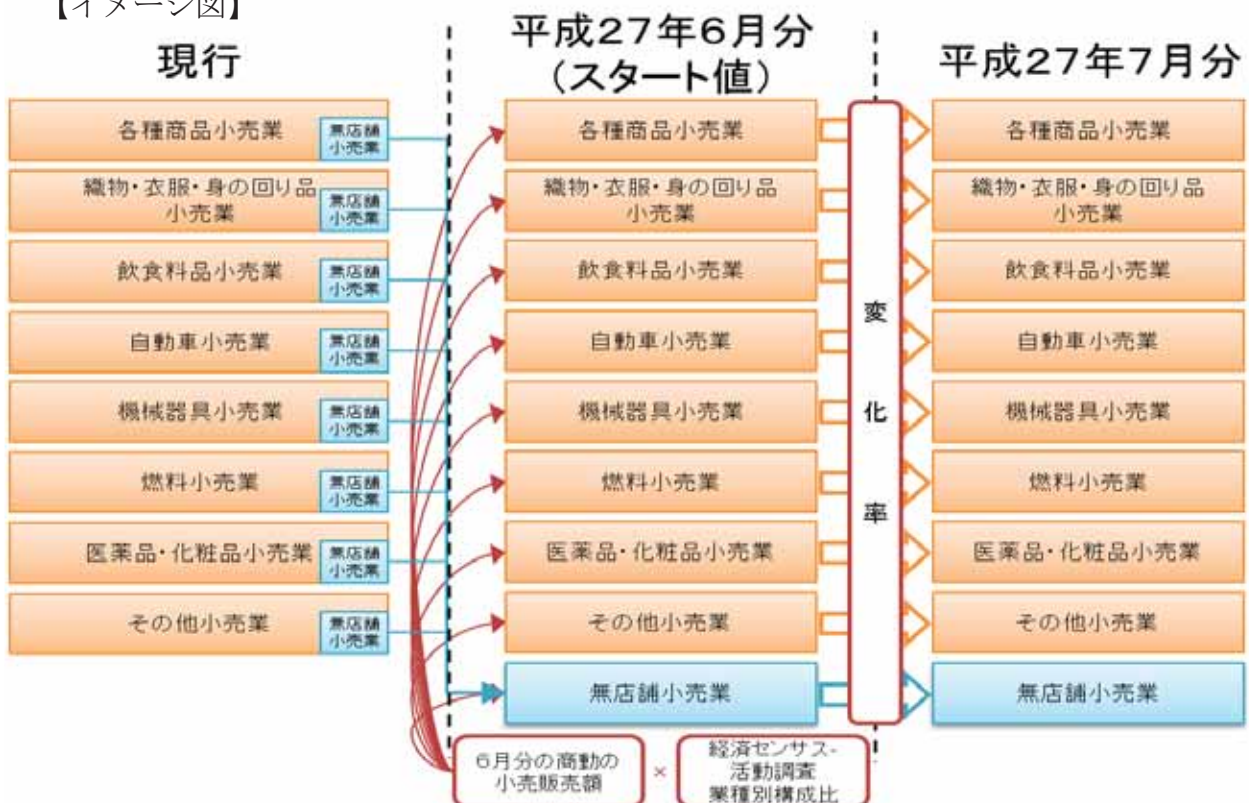 【イメージ図】
現行
平成27年6月分
(スタート値)
平成27年7月分
各種商品小売業
無店舗
小売業
織物・衣服・身の回り品
小売業
無店舗
小売業
飲食料品小売業
無店舗
小売業
自動車小売業
無店舗
小売業
機械器具小売業
無店舗
小売業
燃料小売業
無店舗
小売業
医薬品・化粧品小売業
無店舗
小売業
その他小売業
無店舗
小売業
各種商品小売業
織物・衣服・身の回り品
小売業
飲食料品小売業
自動車小売業
機械器具小売業
燃料小売業
医薬品・化粧品小売業
その他小売業
無店舗小売業
変
化
率
各種商品小売業
織物・衣服・身の回り品
小売業
飲食料品小売業
自動車小売業
機械器具小売業
燃料小売業
医薬品・化粧品小売業
その他小売業
無店舗小売業
6月分の商動の
小売販売額
×
経済センサス-
活動調査
業種別構成比